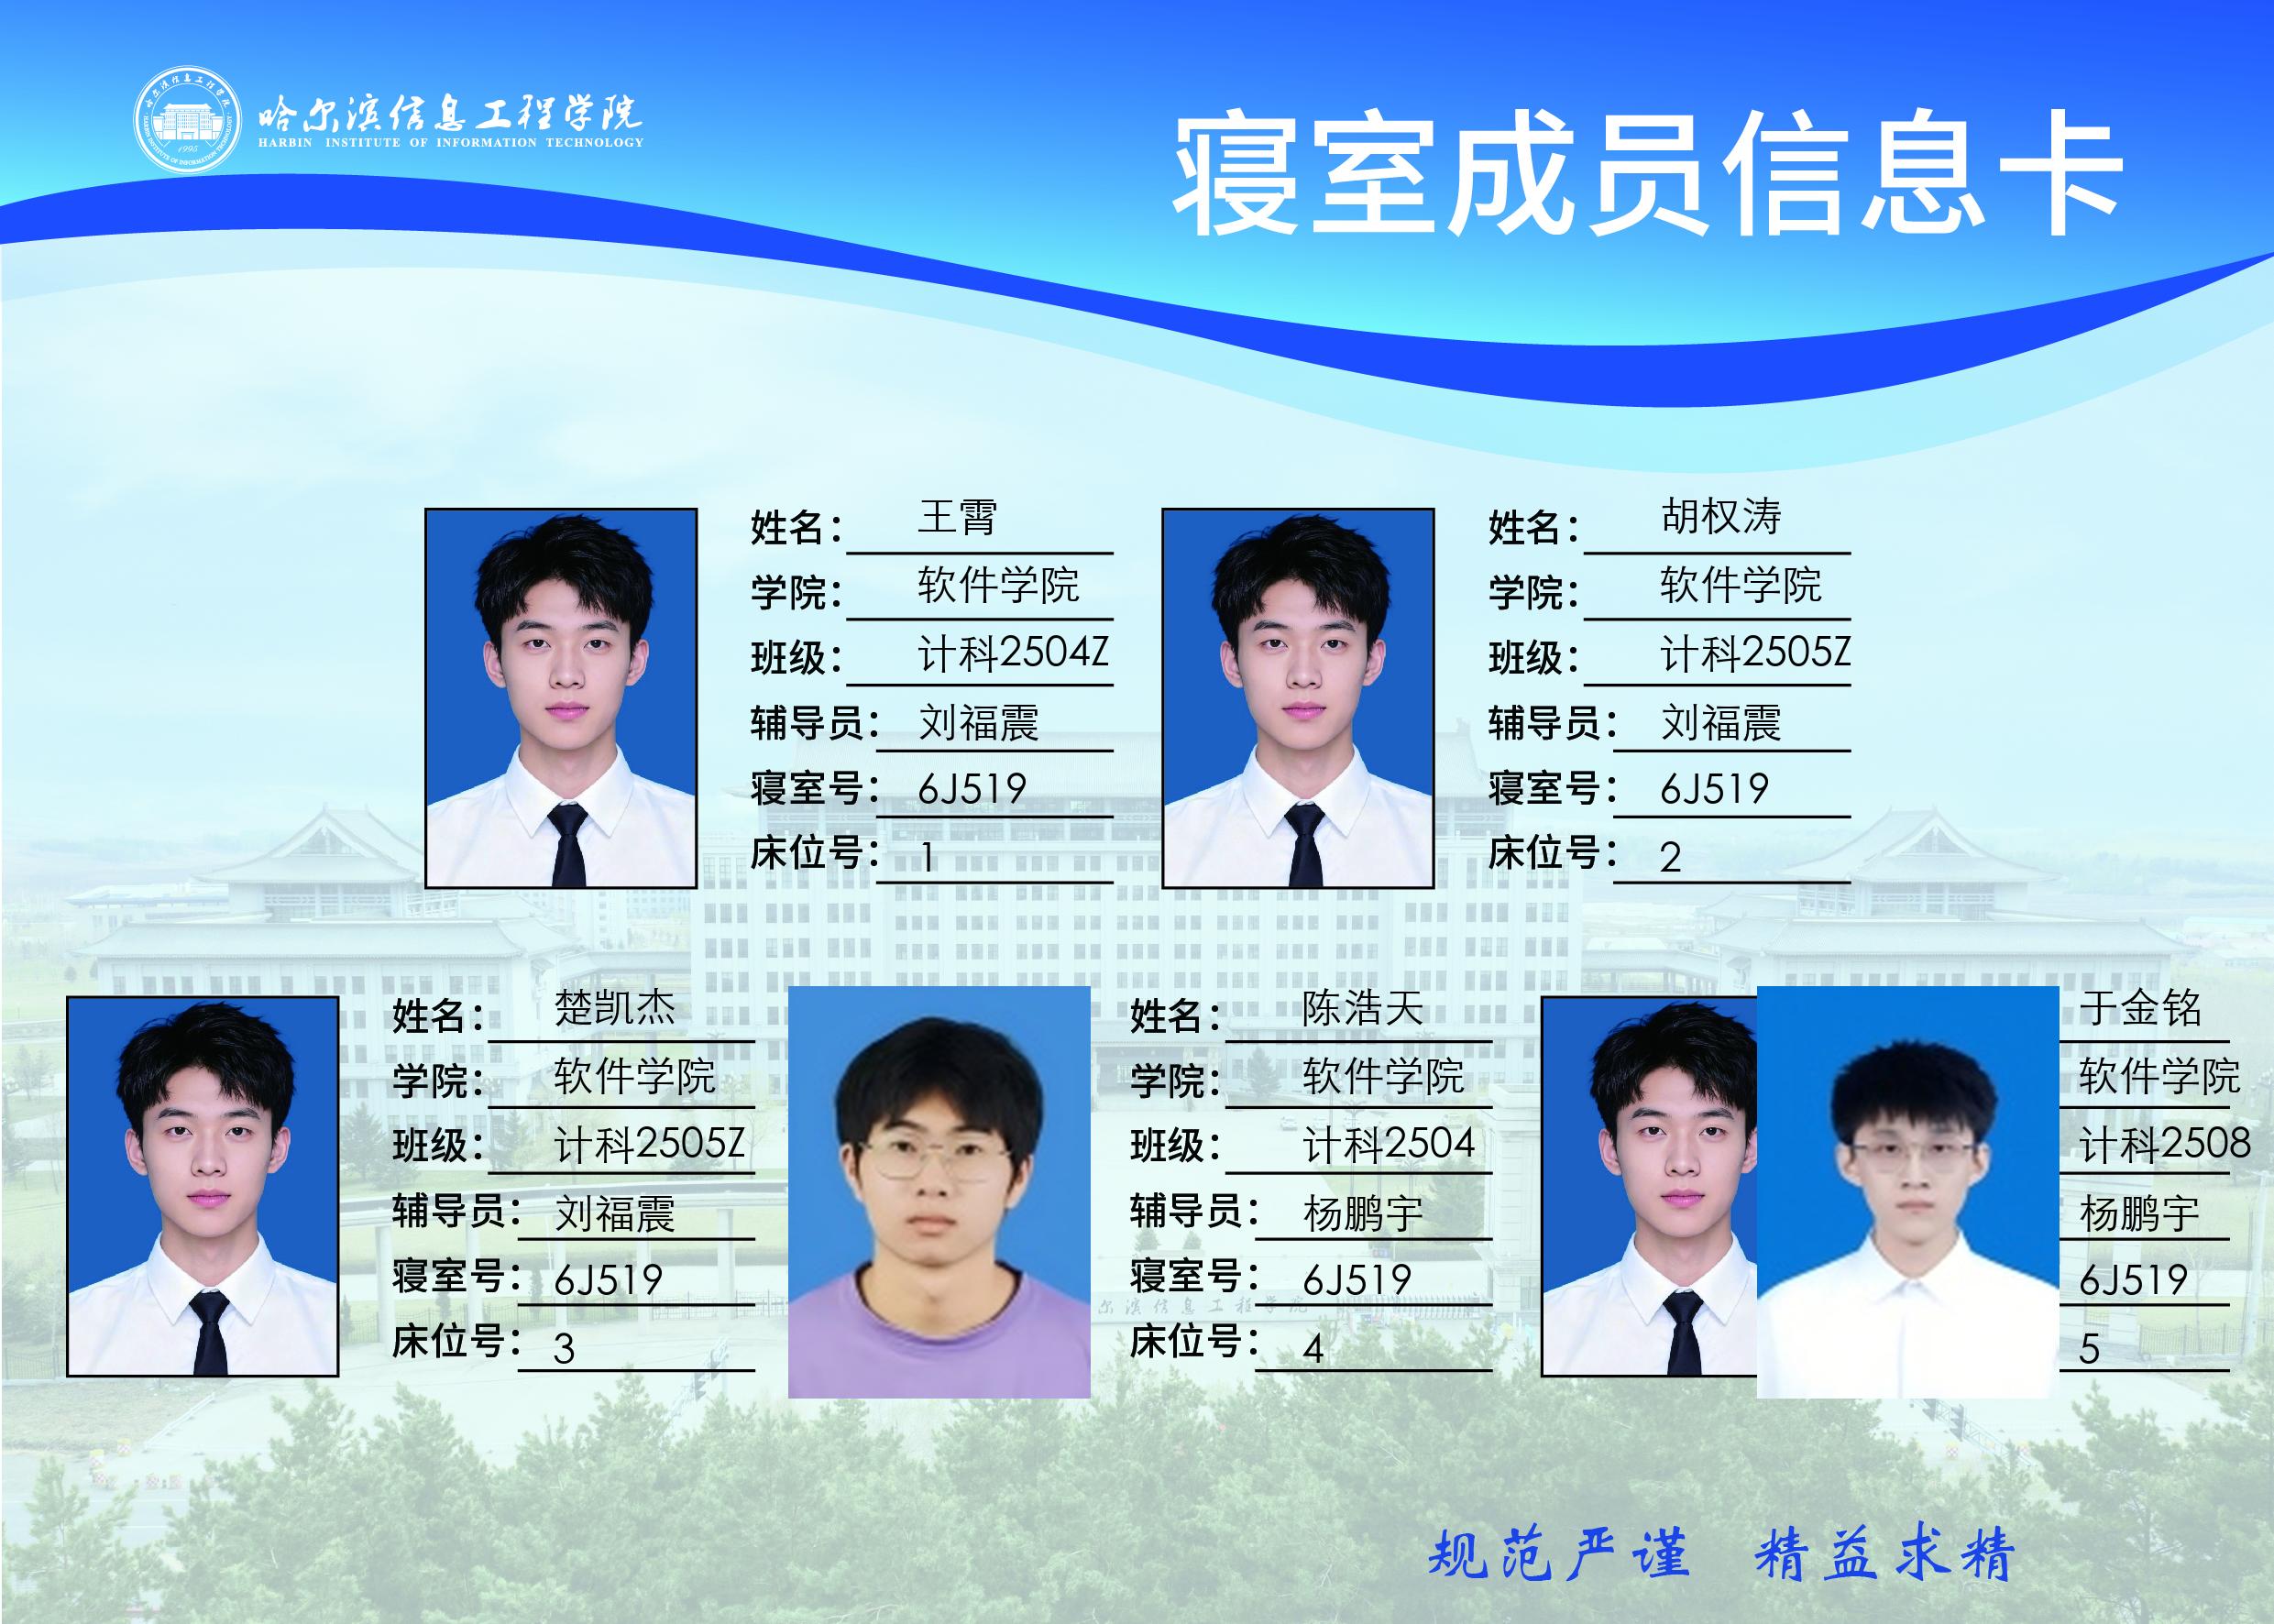 哈尔滨信息工程学院
HARBIN INSTITUTE OF INFORMATION TECHNOLOGY
1995
寝室成员信息卡
姓名：王霄
学院：软件学院
班级：计科2504Z
辅导员：刘福震
寝室号：6J519
床位号：1
姓名：胡权涛
学院：软件学院
班级：计科2505Z
辅导员：刘福震
寝室号：6J519
床位号：2
姓名：楚凯杰
学院：软件学院
班级：计科2505Z
辅导员：刘福震
寝室号：6J519
床位号：3
姓名：陈浩天
学院：软件学院
班级：计科2504
辅导员：杨鹏宇
寝室号：6J519
床位号：4
于金铭
软件学院
计科2508
杨鹏宇
6J519
5
尔滨信息工程学院
规范严谨 精益求精